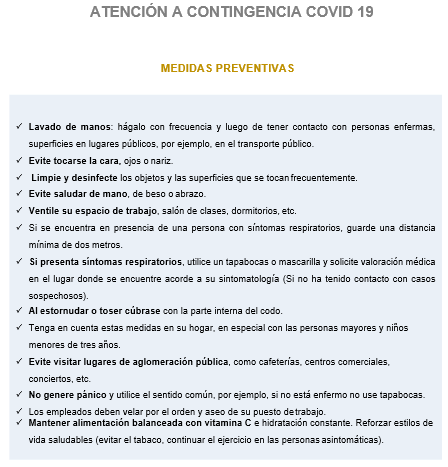 ATENCIÓN A CONTINGENCIA COVID 19
MEDIDAS PREVENTIVAS
✓ Lavado de manos: hágalo con frecuencia y luego de tener contacto con personas enfermas,
superficies en lugares públicos, por ejemplo, en el transporte público.
✓ Evite tocarse la cara, ojos o nariz.
✓ Limpie y desinfecte los objetos y las superficies que se tocan frecuentemente.
✓ Evite saludar de mano, de beso o abrazo.
✓ Ventile su espacio de trabajo, salón de clases, dormitorios, etc.
✓ Si se encuentra en presencia de una persona con síntomas respiratorios, guarde una distancia
mínima de dos metros.
✓ Si presenta síntomas respiratorios, utilice un tapabocas o mascarilla y solicite valoración médica
en el lugar donde se encuentre acorde a su sintomatología (Si no ha tenido contacto con casos
sospechosos).
✓ Al estornudar o toser cúbrase con la parte interna del codo.
✓ Tenga en cuenta estas medidas en su hogar, en especial con las personas mayores y niños
menores de tres años.
✓ Evite visitar lugares de aglomeración pública, como cafeterías, centros comerciales,
conciertos, etc.
✓ No genere pánico y utilice el sentido común, por ejemplo, si no está enfermo no use tapabocas.
✓ Los empleados deben velar por el orden y aseo de su puesto de trabajo.
✓ Mantener alimentación balanceada con vitamina C e hidratación constante. Reforzar estilos de
vida saludables (evitar el tabaco, continuar el ejercicio en las personas asintomáticas).